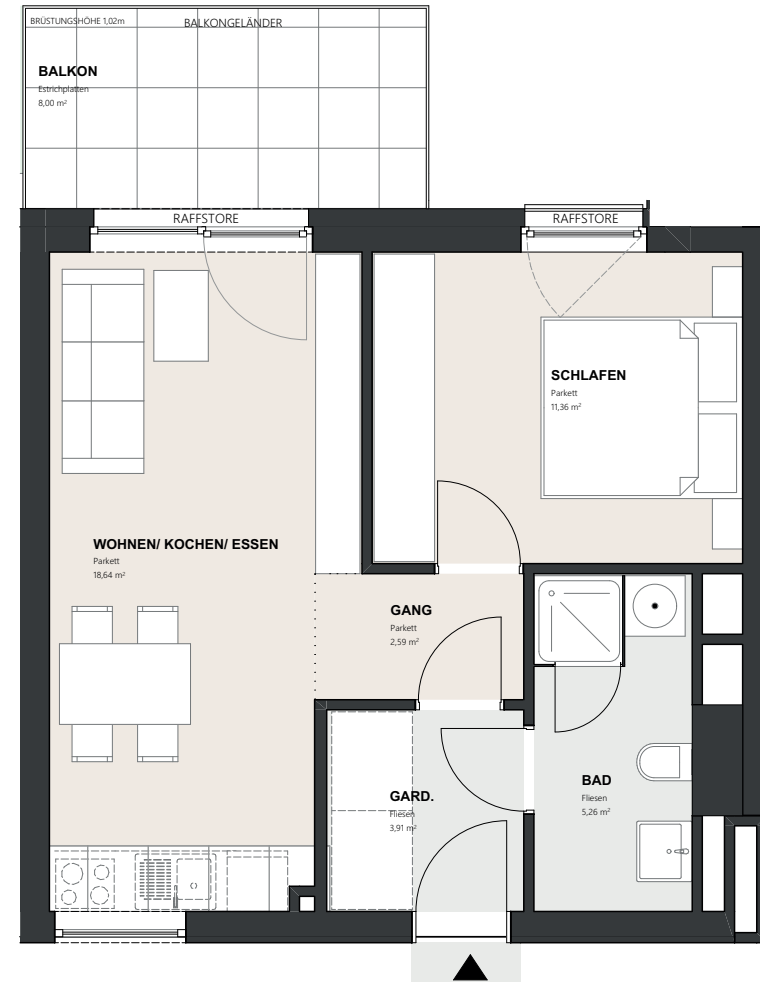 BRÜSTUNGSHÖHE 1,02m
BALKONGELÄNDER
BALKON
Estrichplatten
8,00 m²
RAFFSTORE
RAFFSTORE
SCHLAFEN
Parkett
11,36 m²
WOHNEN/ KOCHEN/ ESSEN
Parkett
18,64 m²
GANG
Parkett
2,59 m²
GARD.
Fliesen
3,91 m²
BAD
Fliesen
5,26 m²